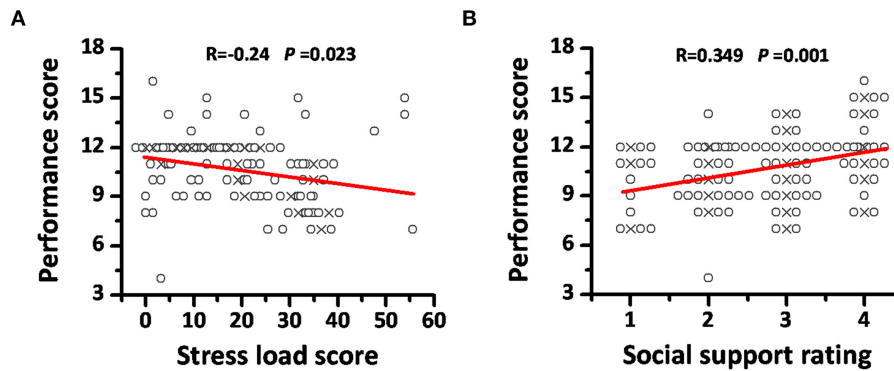 A
R=-0.24 P =0.023
Performance score
18
15
12
9
6
3
0 10 20 30 40 50 60
Stress load score
B
R=0.349 P =0.001
Performance score
18
15
12
9
6
3
1 2 3 4
Social support rating